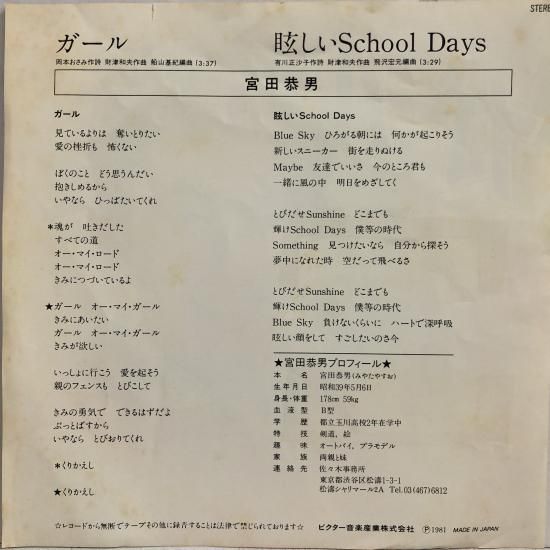 STERE
ガール
岡本おさみ作詩 財津和夫作曲 船山基紀編曲 (3:37)
眩しいSchool Days
有川正沙子作詩 財津和夫作曲 飛沢宏元編曲 (3:29)
宮田恭男
ガール
見ているよりは 奪いとりたい
愛の挫折も 怖くない
ぼくのこと どう思うんだい
抱きしめるから
いやなら ひっぱたいてくれ
*魂が 吐きだした
すべての道
オー・マイ・ロード
オー・マイ・ロード
きみにつづいているよ
★ガール オー・マイ・ガール
きみにあいたい
ガール オー・マイ・ガール
きみが欲しい
いっしょに行こう 愛を起そう
親のフェンスも とびこして
きみの勇気で できるはずだよ
ぶっとばすから
いやなら とびおりてくれ
*くりかえし
★くりかえし
眩しいSchool Days
Blue Sky ひろがる朝には 何かが起こりそう
新しいスニーカー 街を走りぬける
Maybe 友達でいいさ 今のところ君も
一緒に風の中 明日をめざしてく
とびだせSunshine どこまでも
輝けSchool Days 僕等の時代
Something 見つけたいなら 自分から探そう
夢中になれた時 空だって飛べるさ
とびだせSunshine どこまでも
輝けSchool Days 僕等の時代
Blue Sky 負けないくらいに ハートで深呼吸
眩しい顔をして すごしたいのさ今
★宮田恭男プロフィール★
本名 宮田恭男(みやたやすお)
生年月日 昭和39年5月6日
身長・体重 178cm 59kg
血液型 B型
学歴 都立玉川高校2年在学中
特技 剣道、絵
趣味 オートバイ、プラモデル
家族 両親と妹
連絡先 佐々木事務所
東京都渋谷区松濤1-3-1
松濤シャリマール2A Tel.03(467)6812
☆レコードから無断でテープその他に録音することは法律で禁じられております☆
ビクター音楽産業株式会社 Ⓟ1981 MADE IN JAPAN